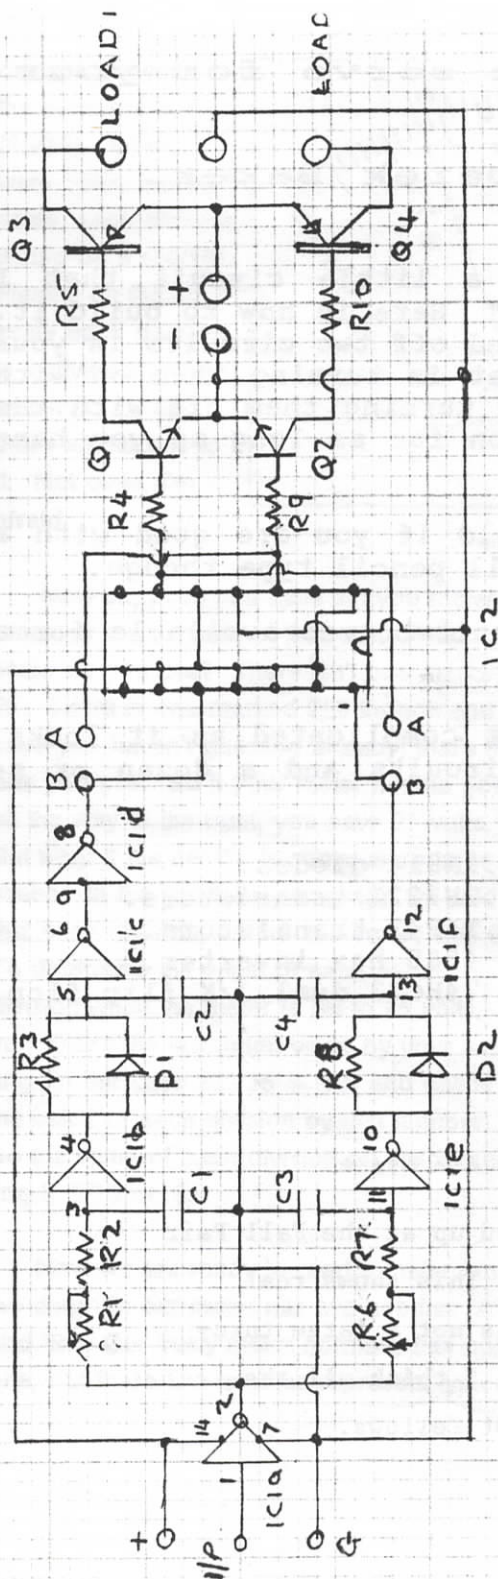 +
I/P
G
1
14
2
7
IC1a
R1
R2
3
4
IC1b
R3
D1
5
6
IC1c
9
8
IC1d
C1
C2
C3
C4
R6
R7
11
10
IC1e
R8
D2
13
12
IC1f
B
A
B
A
1
IC2
R4
Q1
R5
Q3
LOAD1
-
+
R9
Q2
R10
Q4
LOAD